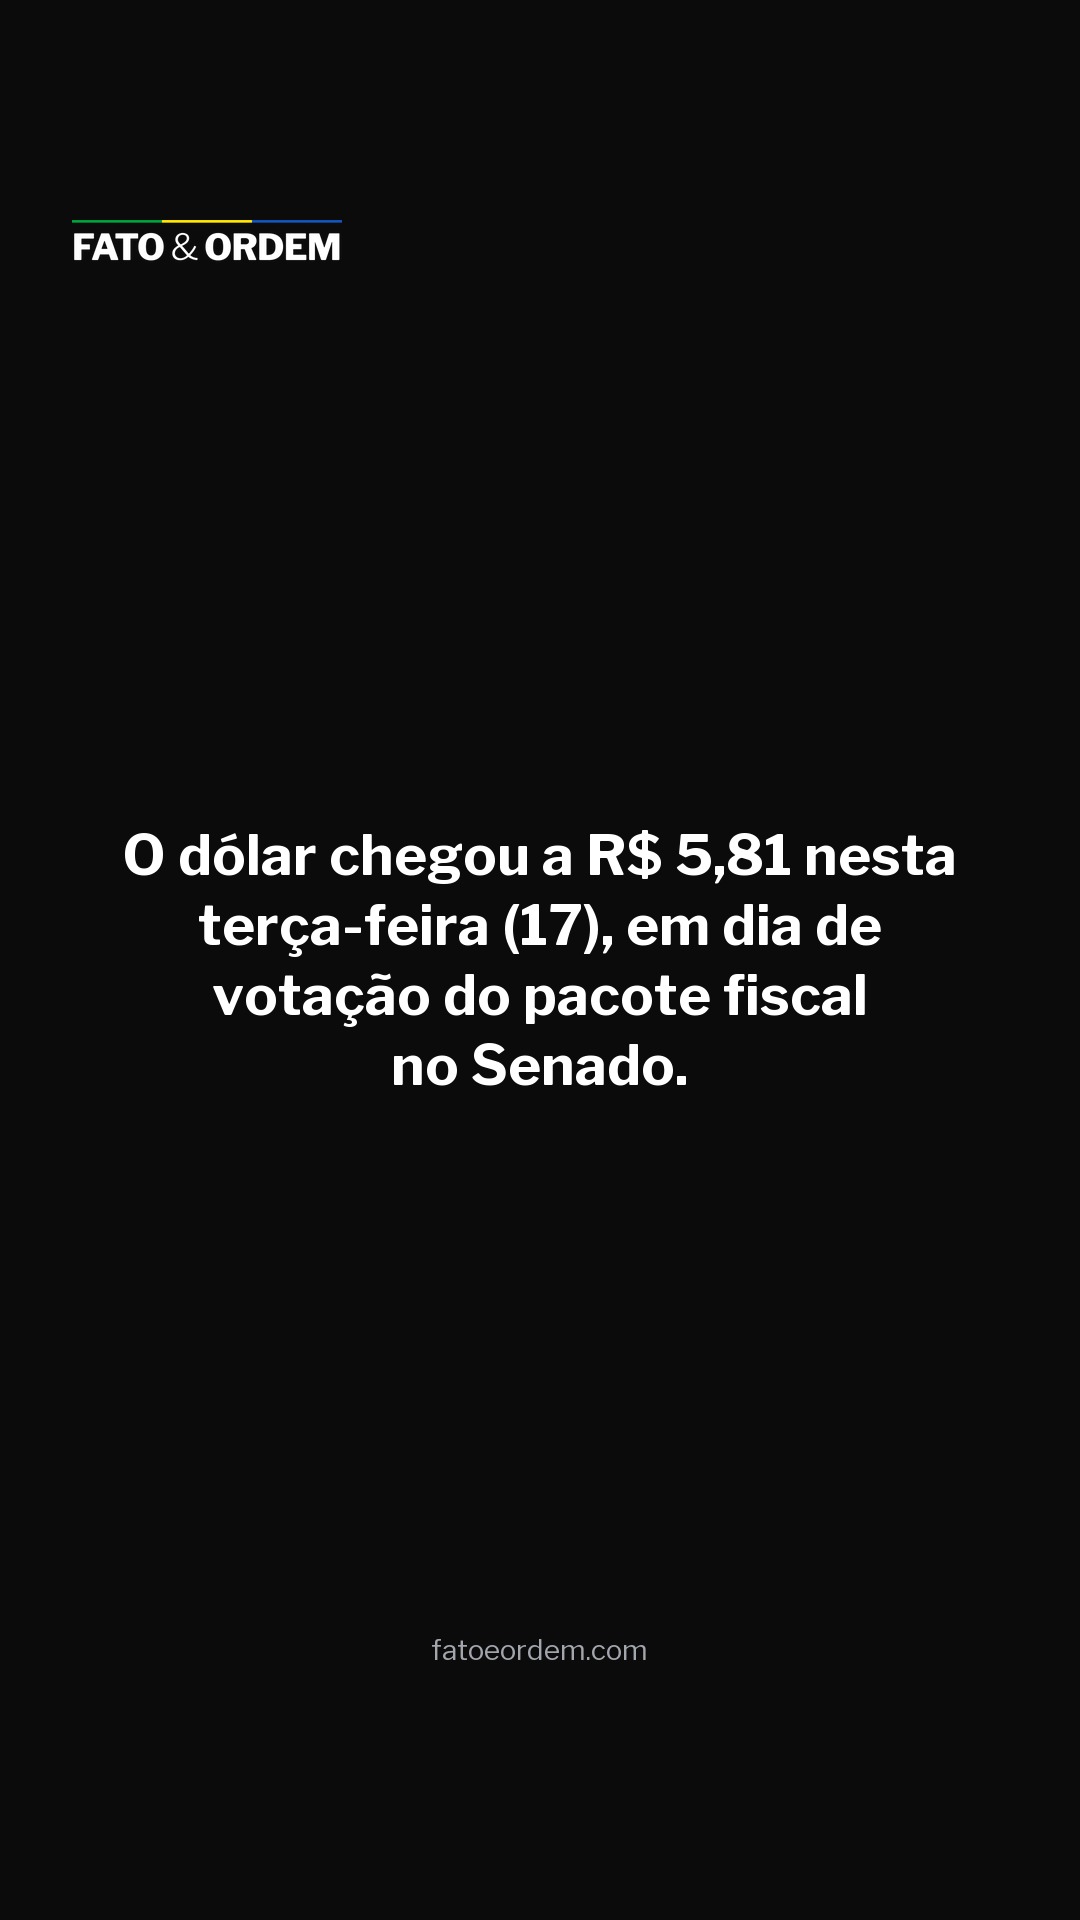 FATO & ORDEM
O dólar chegou a R$ 5,81 nesta
terça-feira (17), em dia de
votação do pacote fiscal
no Senado.
fatoeordem.com